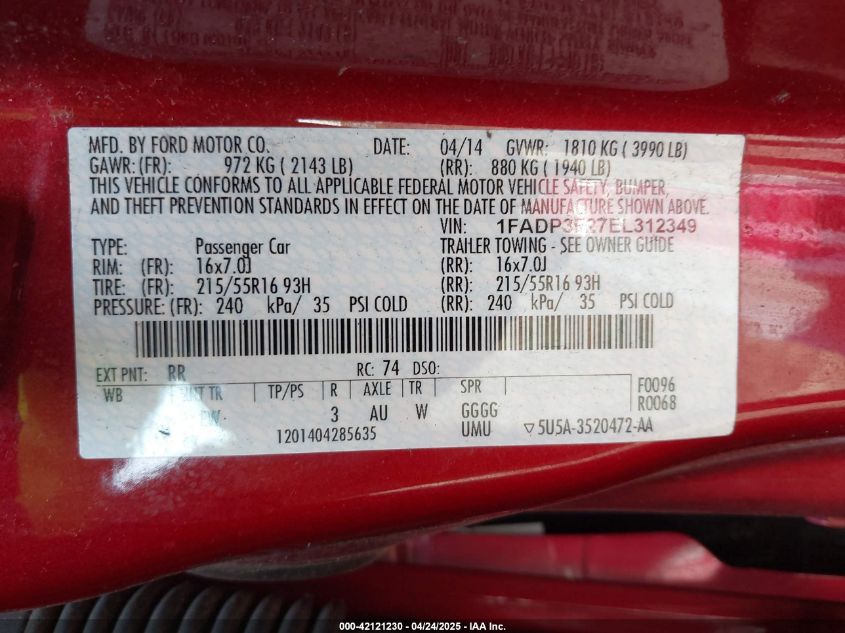 MFD. BY FORD MOTOR CO. DATE: 04/14 GVWR: 1810 KG ( 3990 LB)
GAWR: (FR): 972 KG ( 2143 LB) (RR): 880 KG ( 1940 LB)
THIS VEHICLE CONFORMS TO ALL APPLICABLE FEDERAL MOTOR VEHICLE SAFETY, BUMPER,
AND THEFT PREVENTION STANDARDS IN EFFECT ON THE DATE OF MANUFACTURE SHOWN ABOVE.
VIN:
TYPE: Passenger Car TRAILER TOWING - SEE OWNER GUIDE
RIM: (FR): 16x7.0J (RR): 16x7.0J
TIRE: (FR): 215/55R16 93H (RR): 215/55R16 93H
PRESSURE: (FR): 240 kPa/ 35 PSI COLD (RR): 240 kPa/ 35 PSI COLD
EXT PNT: RR RC: 74 DSO:
WB TR TP/PS R AXLE TR SPR F0096
3 AU W GGGG R0068
1201404285635 UMU ▽5U5A-3520472-AA
000-42121230 - 04/24/2025 - IAA Inc.